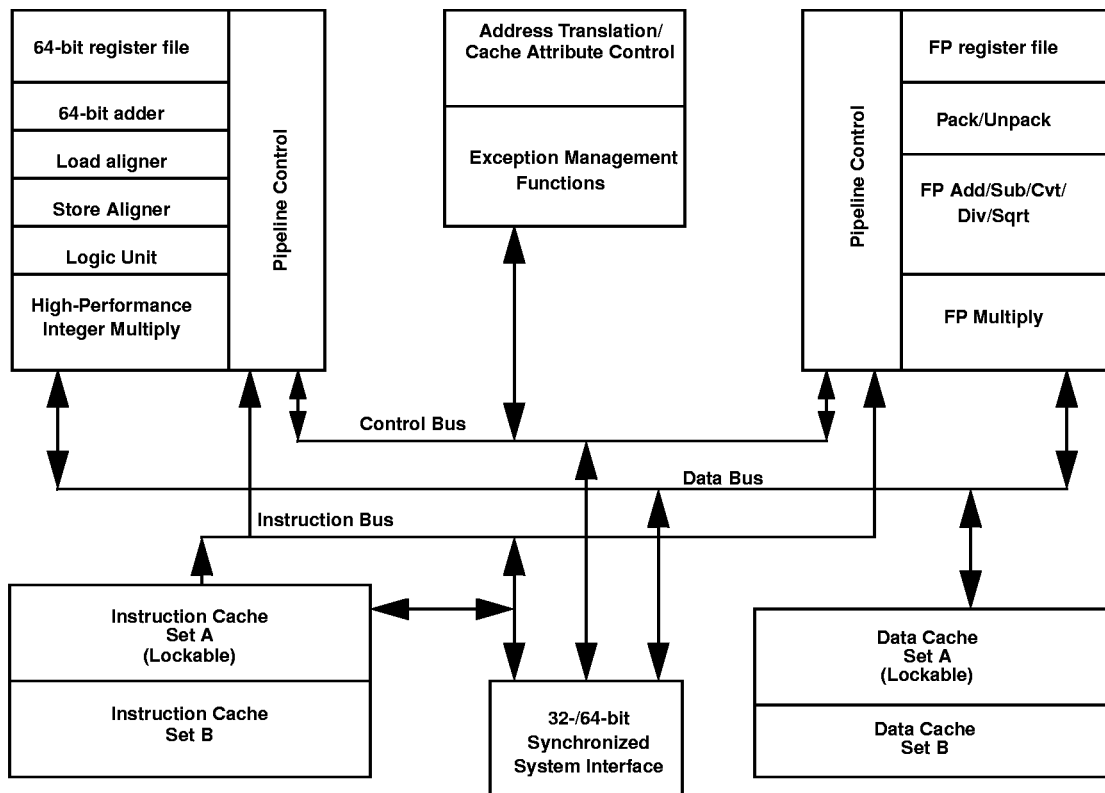 64-bit register file
64-bit adder
Load aligner
Store Aligner
Logic Unit
High-Performance
Integer Multiply
Pipeline Control
Address Translation/
Cache Attribute Control
Exception Management
Functions
Pipeline Control
FP register file
Pack/Unpack
FP Add/Sub/Cvt/
Div/Sqrt
FP Multiply
Control Bus
Data Bus
Instruction Bus
Instruction Cache
Set A
(Lockable)
Instruction Cache
Set B
32-/64-bit
Synchronized
System Interface
Data Cache
Set A
(Lockable)
Data Cache
Set B